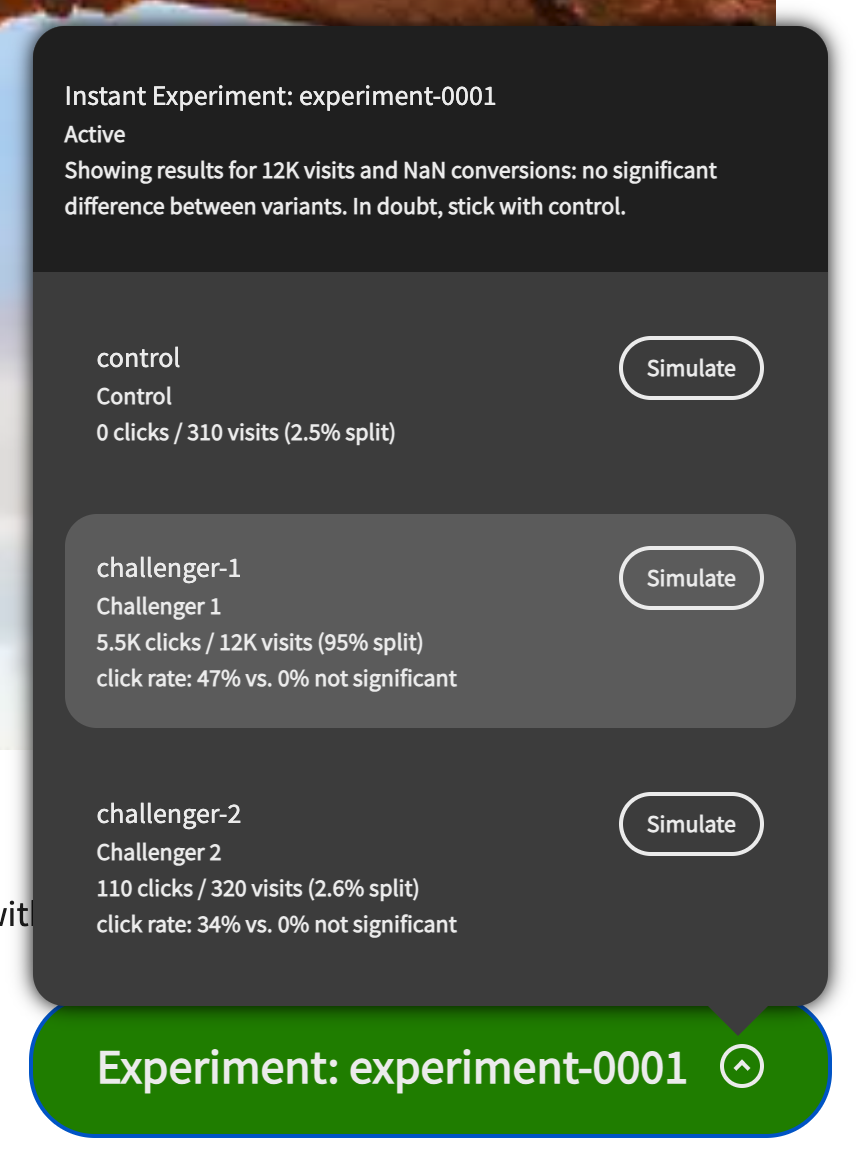 Instant Experiment: experiment-0001
Active
Showing results for 12K visits and NaN conversions: no significant
difference between variants. In doubt, stick with control.
control
Simulate
Control
0 clicks / 310 visits (2.5% split)
challenger-1
Simulate
Challenger 1
5.5K clicks / 12K visits (95% split)
click rate: 47% vs. 0% not significant
challenger-2
Simulate
Challenger 2
110 clicks / 320 visits (2.6% split)
click rate: 34% vs. 0% not significant
Experiment: experiment-0001